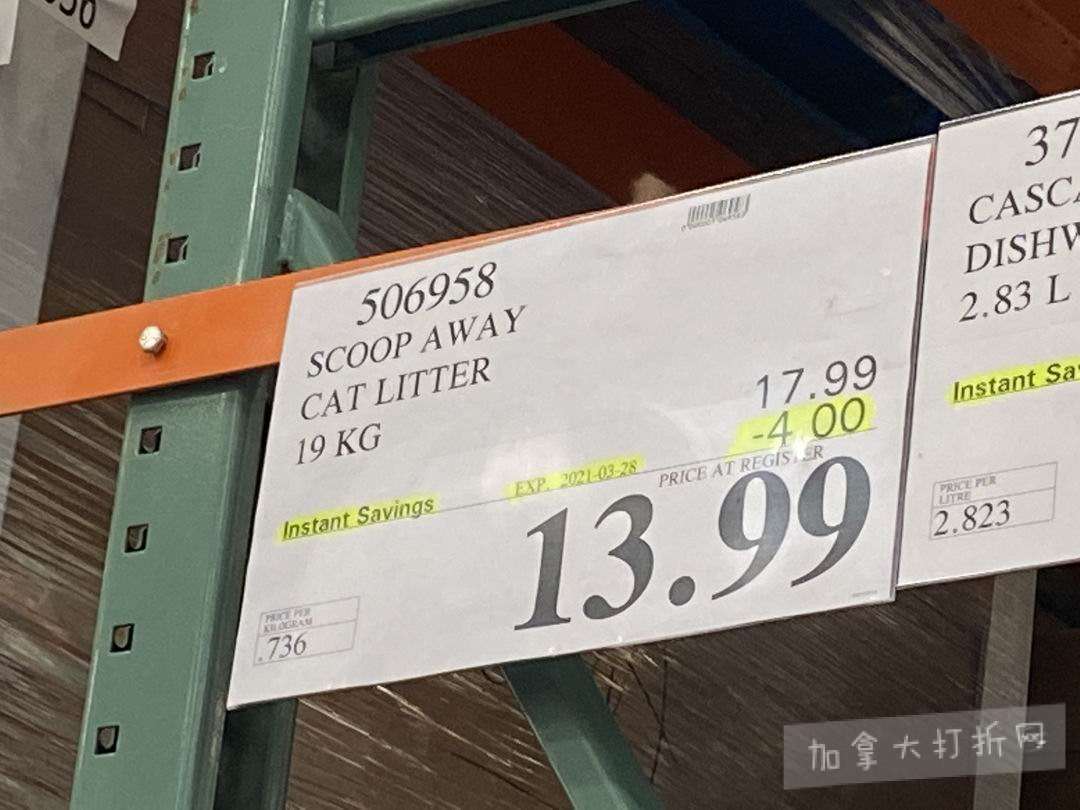 506958
SCOOP AWAY
CAT LITTER
19 KG
17.99
-4.00
EXP. 2021-03-28
PRICE AT REGISTER
Instant Savings
13.99
PRICE PER
KILOGRAM
.736
37
CASCA
DISHW
2.83 L
Instant Sa
PRICE PER
LITRE
2.823
加拿大打折网